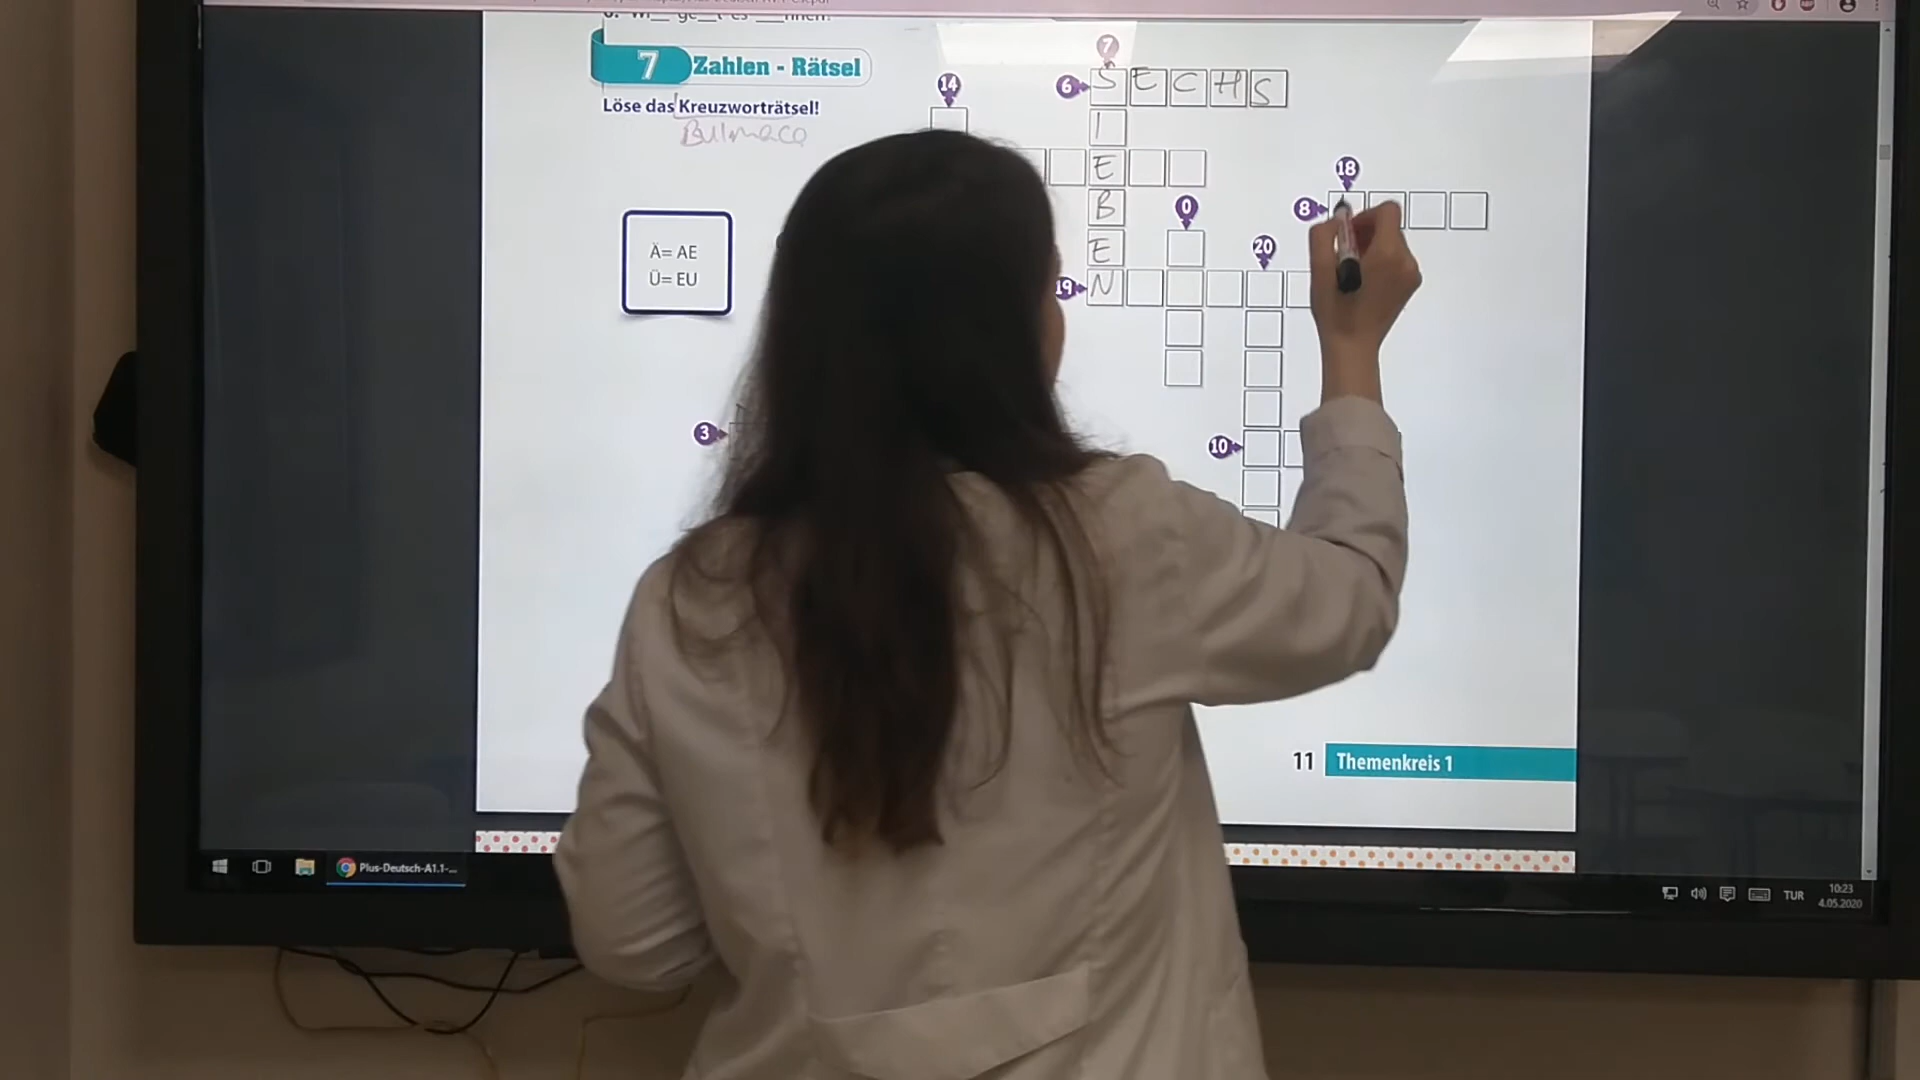 7 Zahlen - Rätsel
Löse das Kreuzworträtsel!
Bulmaca
7
14
6 SECHS
I
E
18
B
0
8
E
20
Ä= AE
Ü= EU
19 N
3
10
11 Themenkreis 1
Plus-Deutsch-A1.1-...
TUR
10:23
4.05.2020